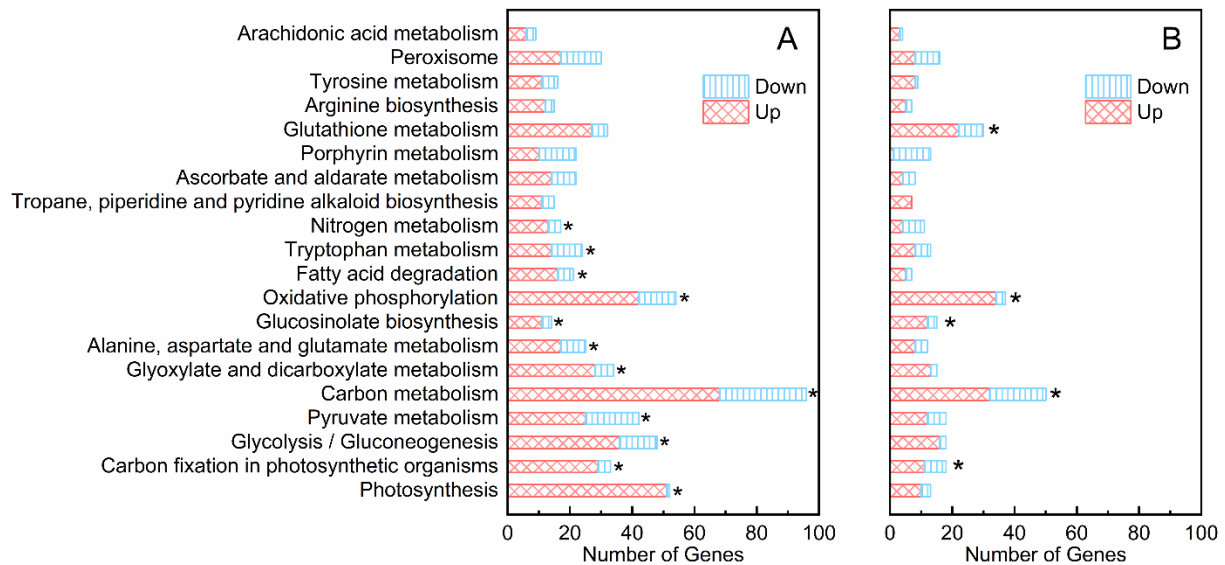 Arachidonic acid metabolism
Peroxisome
Tyrosine metabolism
Arginine biosynthesis
Glutathione metabolism
Porphyrin metabolism
Ascorbate and aldarate metabolism
Tropane, piperidine and pyridine alkaloid biosynthesis
Nitrogen metabolism
Tryptophan metabolism
Fatty acid degradation
Oxidative phosphorylation
Glucosinolate biosynthesis
Alanine, aspartate and glutamate metabolism
Glyoxylate and dicarboxylate metabolism
Carbon metabolism
Pyruvate metabolism
Glycolysis / Gluconeogenesis
Carbon fixation in photosynthetic organisms
Photosynthesis
A
Down
Up
*
*
*
*
*
*
*
*
*
*
*
*
0 20 40 60 80 100
Number of Genes
B
Down
Up
*
*
*
*
*
0 20 40 60 80 100
Number of Genes